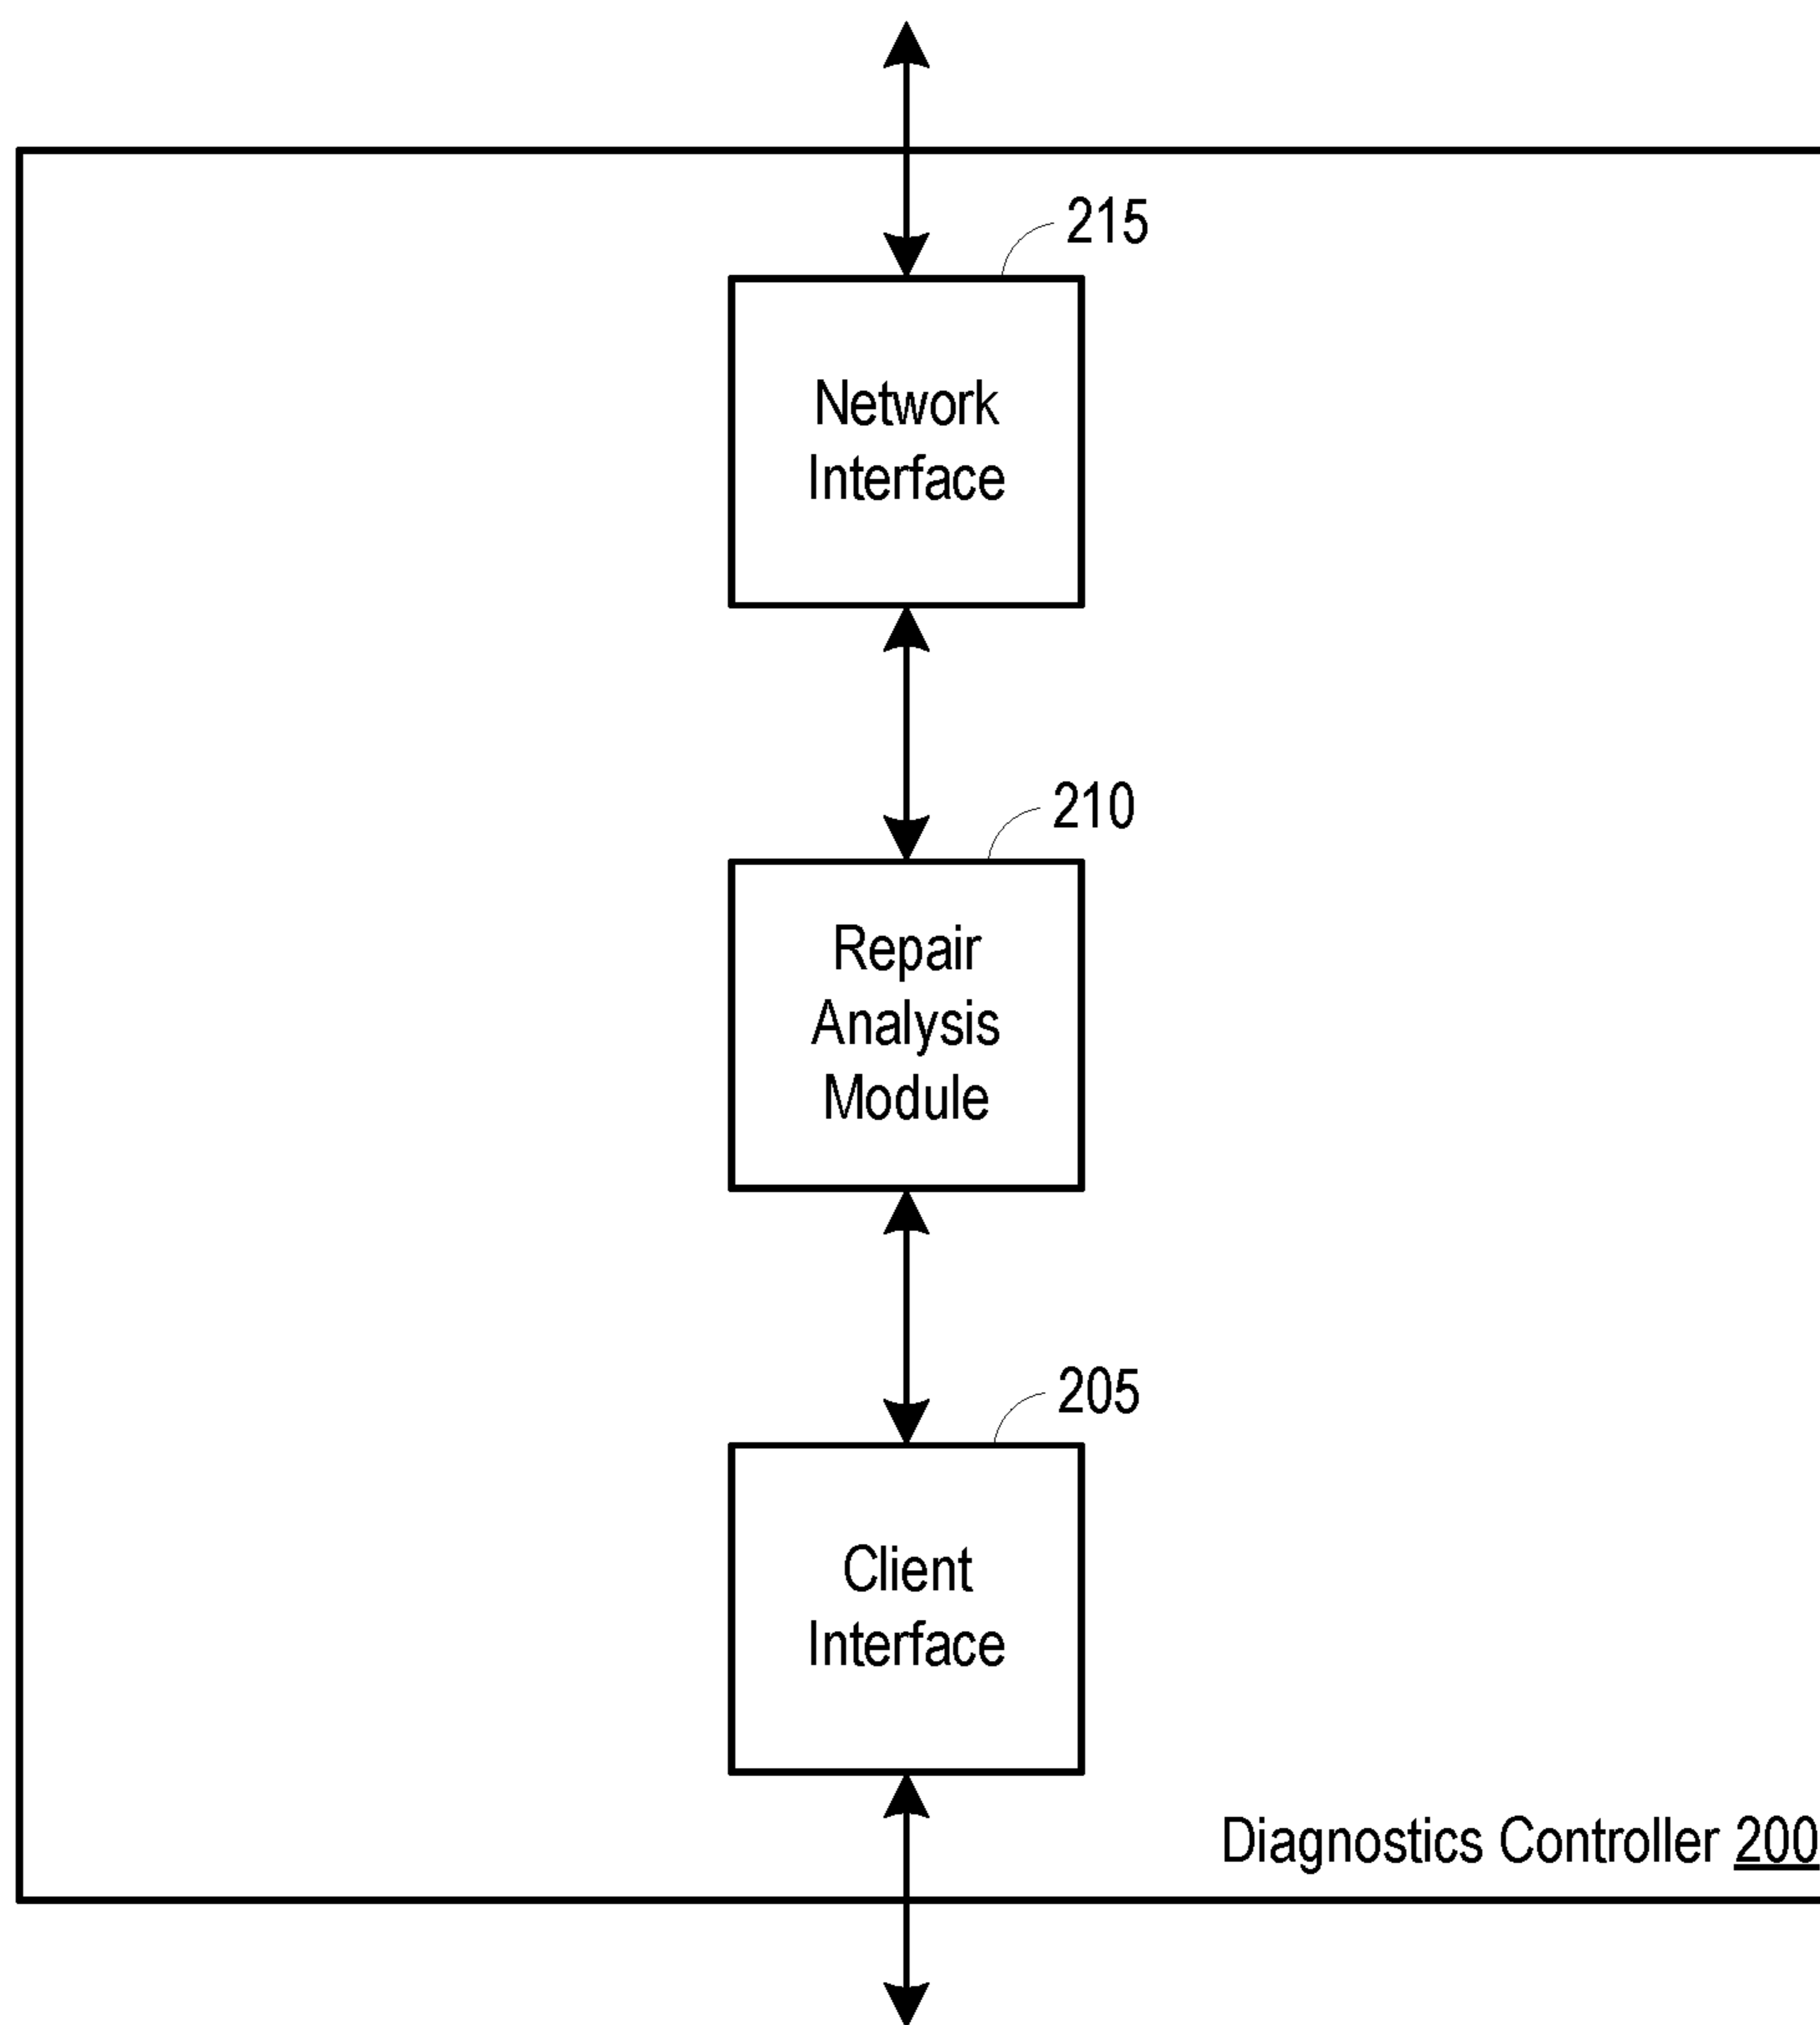 215
Network
Interface
210
Repair
Analysis
Module
205
Client
Interface
Diagnostics Controller 200